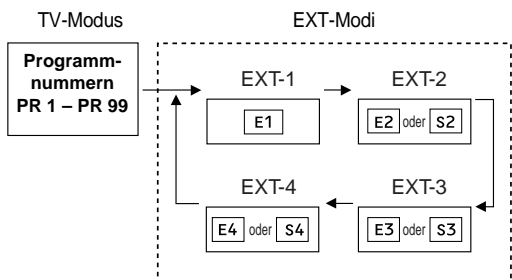 TV-Modus
EXT-Modi
Programm-
nummern
PR 1 – PR 99
EXT-1
EXT-2
E1
E2 oder S2
EXT-4
EXT-3
E4 oder S4
E3 oder S3